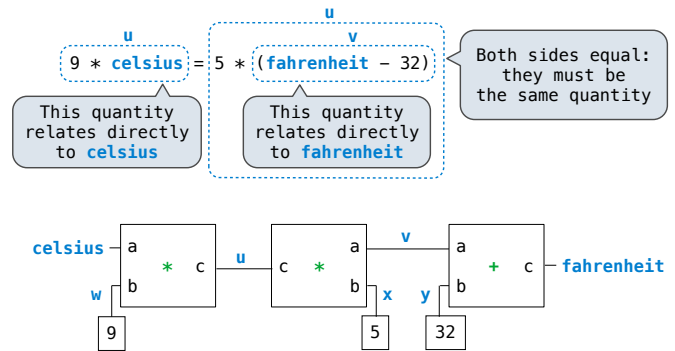 u
u
v
9 * celsius = 5 * (fahrenheit − 32)
Both sides equal:
they must be
the same quantity
This quantity
relates directly
to celsius
This quantity
relates directly
to fahrenheit
celsius
a
b
*
c
w
9
u
c
*
a
b
v
x
5
a
b
+
c
y
32
fahrenheit